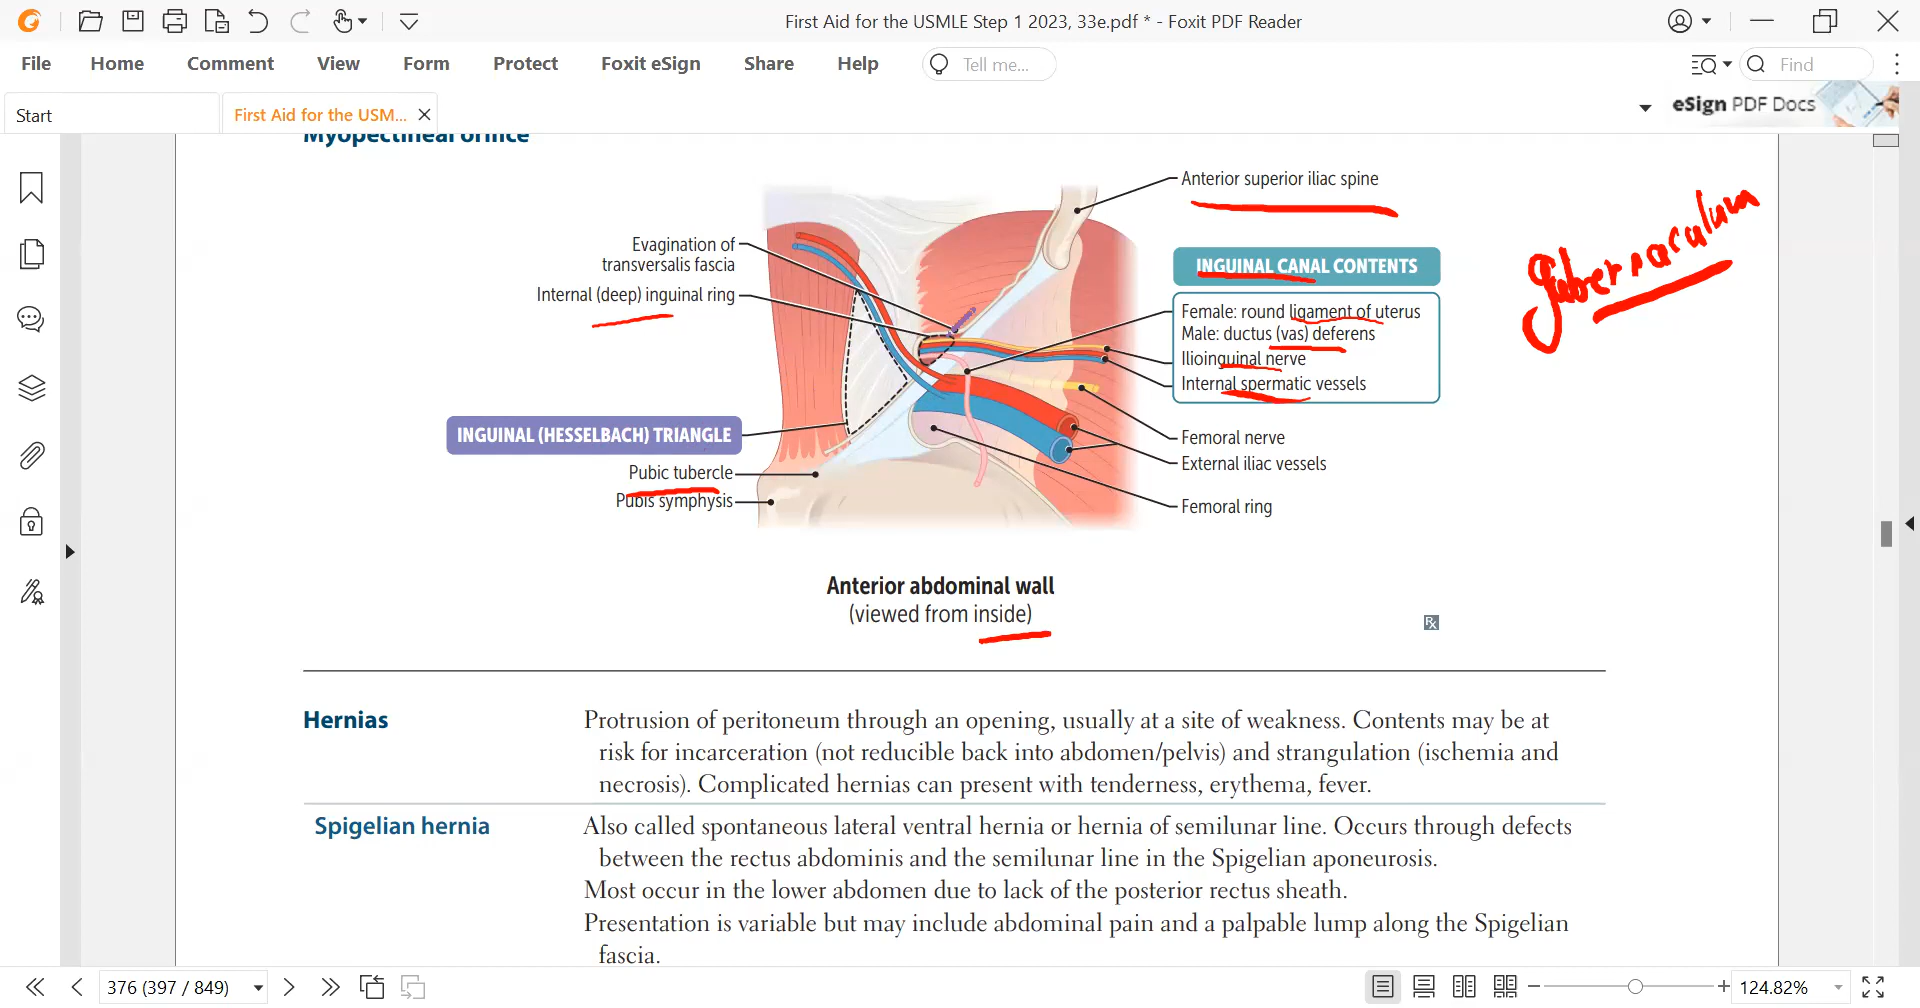 First Aid for the USMLE Step 1 2023, 33e.pdf * - Foxit PDF Reader
File Home Comment View Form Protect Foxit eSign Share Help Tell me... Find
Start
First Aid for the USM...
eSign PDF Docs
Myopectineal orifice
Anterior superior iliac spine
gubernaculum
Evagination of
transversalis fascia
Internal (deep) inguinal ring
INGUINAL CANAL CONTENTS
Female: round ligament of uterus
Male: ductus (vas) deferens
Ilioinguinal nerve
Internal spermatic vessels
INGUINAL (HESSELBACH) TRIANGLE
Pubic tubercle
Pubis symphysis
Femoral nerve
External iliac vessels
Femoral ring
Anterior abdominal wall
(viewed from inside)
Rx
Hernias
Protrusion of peritoneum through an opening, usually at a site of weakness. Contents may be at
risk for incarceration (not reducible back into abdomen/pelvis) and strangulation (ischemia and
necrosis). Complicated hernias can present with tenderness, erythema, fever.
Spigelian hernia
Also called spontaneous lateral ventral hernia or hernia of semilunar line. Occurs through defects
between the rectus abdominis and the semilunar line in the Spigelian aponeurosis.
Most occur in the lower abdomen due to lack of the posterior rectus sheath.
Presentation is variable but may include abdominal pain and a palpable lump along the Spigelian
fascia.
376 (397 / 849)
124.82%